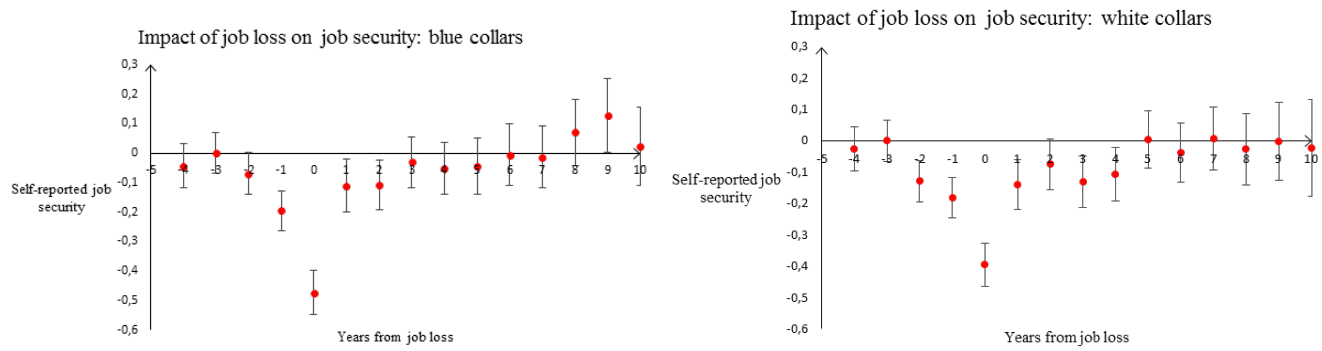 Impact of job loss on job security: blue collars
0,3
0,2
0,1
0
-0,1
-0,2
-0,3
-0,4
-0,5
-0,6
-5 -4 -3 -2 -1 0 1 2 3 4 5 6 7 8 9 10
Self-reported job
security
Years from job loss
Impact of job loss on job security: white collars
0,3
0,2
0,1
0
-0,1
-0,2
-0,3
-0,4
-0,5
-0,6
-5 -4 -3 -2 -1 0 1 2 3 4 5 6 7 8 9 10
Self-reported job
security
Years from job loss